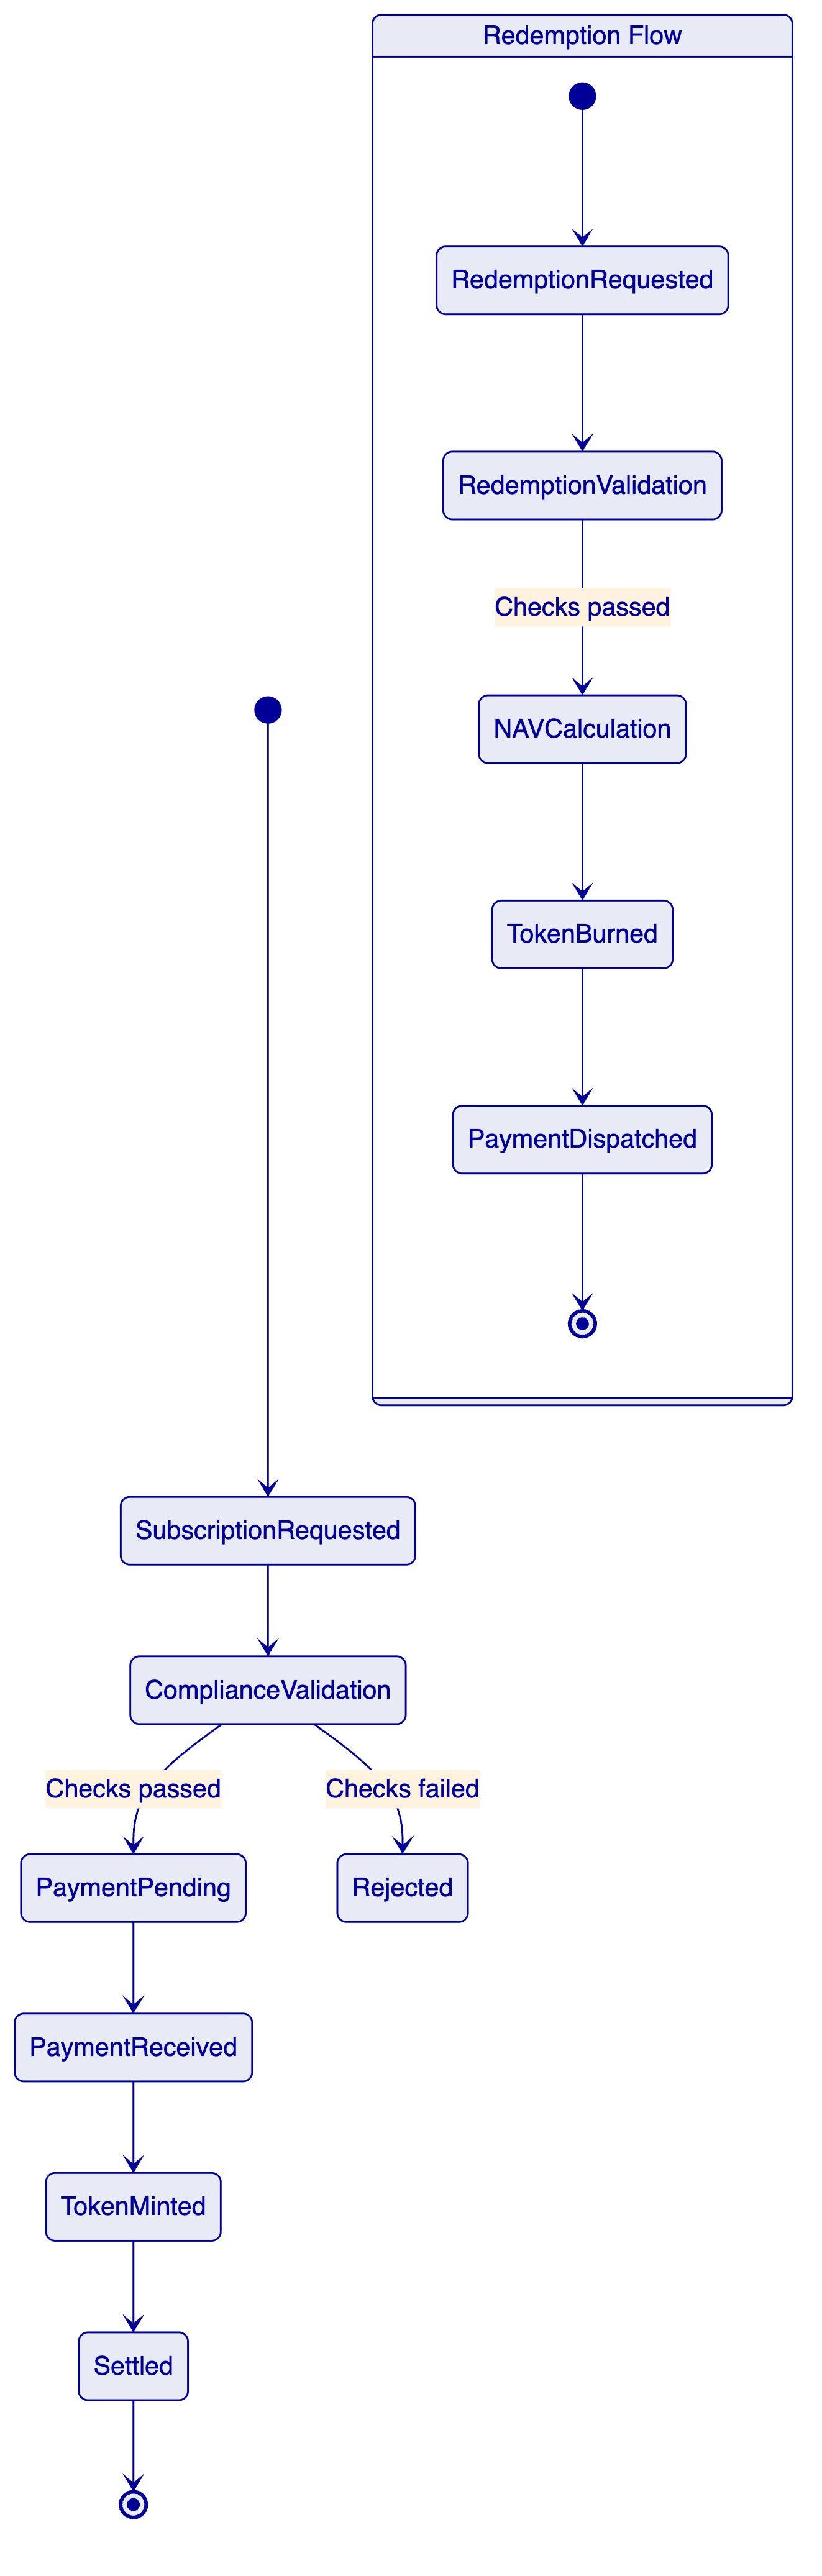 Redemption Flow
RedemptionRequested
RedemptionValidation
Checks passed
NAVCalculation
TokenBurned
PaymentDispatched
SubscriptionRequested
ComplianceValidation
Checks passed
Checks failed
PaymentPending
Rejected
PaymentReceived
TokenMinted
Settled